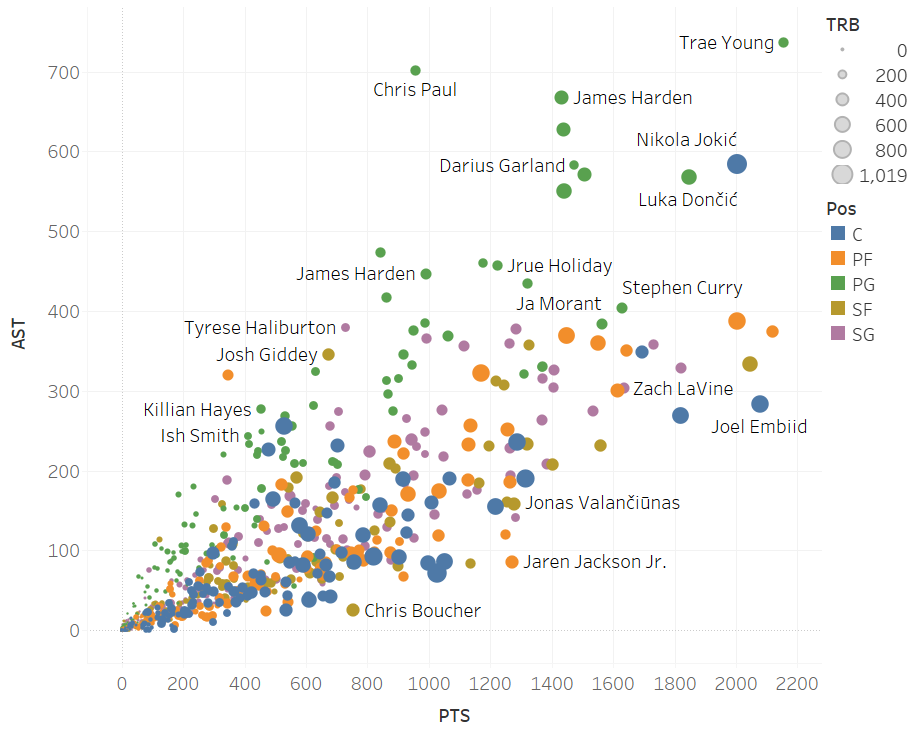 TRB
0
200
400
600
800
1,019
Pos
C
PF
PG
SF
SG
Trae Young
Chris Paul
James Harden
Nikola Jokić
Darius Garland
Luka Dončić
James Harden
Jrue Holiday
Ja Morant
Stephen Curry
Tyrese Haliburton
Josh Giddey
Zach LaVine
Killian Hayes
Ish Smith
Joel Embiid
Jonas Valančiūnas
Jaren Jackson Jr.
Chris Boucher
AST
700
600
500
400
300
200
100
0
0 200 400 600 800 1000 1200 1400 1600 1800 2000 2200
PTS